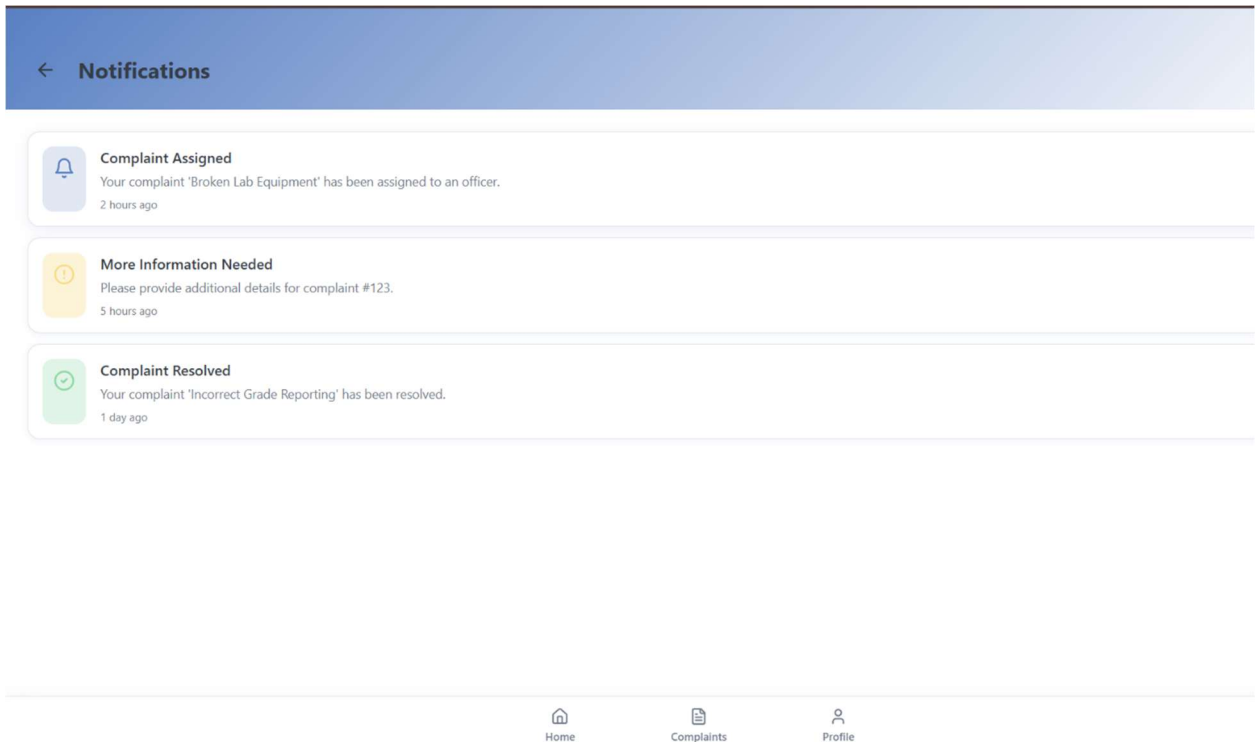 Notifications
Complaint Assigned
Your complaint 'Broken Lab Equipment' has been assigned to an officer.
2 hours ago
More Information Needed
Please provide additional details for complaint #123.
5 hours ago
Complaint Resolved
Your complaint 'Incorrect Grade Reporting' has been resolved.
1 day ago
Home
Complaints
Profile